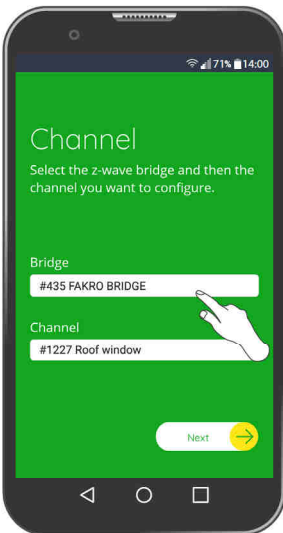 71% 14:00
Channel
Select the z-wave bridge and then the
channel you want to configure.
Bridge
#435 FAKRO BRIDGE
Channel
#1227 Roof window
Next